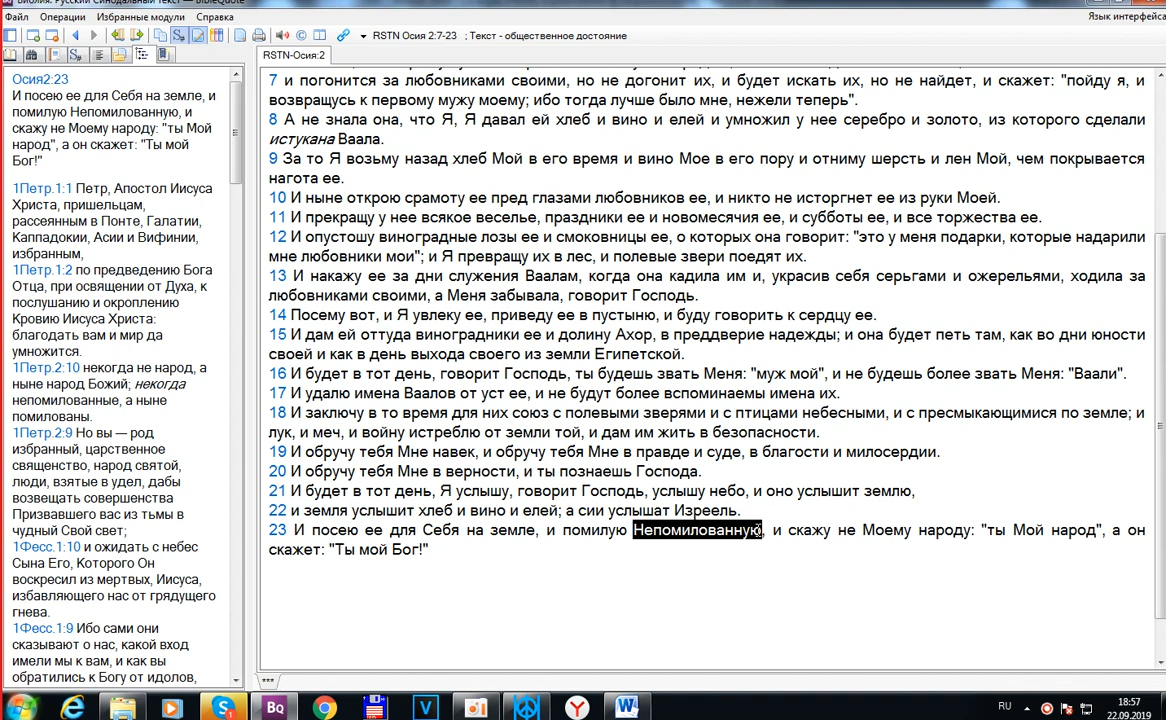 Библия. Русский Синодальный текст — BibleQuote
Файл Операции Избранные модули Справка
Язык интерфейса
RSTN Осия 2:7-23 ; Текст - общественное достояние
RSTN-Осия:2
Осия2:23
И посею ее для Себя на земле, и
помилую Непомилованную, и
скажу не Моему народу: "ты Мой
народ", а он скажет: "Ты мой
Бог!"
1Петр.1:1 Петр, Апостол Иисуса
Христа, пришельцам,
рассеянным в Понте, Галатии,
Каппадокии, Асии и Вифинии,
избранным,
1Петр.1:2 по предведению Бога
Отца, при освящении от Духа, к
послушанию и окроплению
Кровию Иисуса Христа:
благодать вам и мир да
умножится.
1Петр.2:10 некогда не народ, а
ныне народ Божий; некогда
непомилованные, а ныне
помилованы.
1Петр.2:9 Но вы — род
избранный, царственное
священство, народ святой,
люди, взятые в удел, дабы
возвещать совершенства
Призвавшего вас из тьмы в
чудный Свой свет;
1Фесс.1:10 и ожидать с небес
Сына Его, Которого Он
воскресил из мертвых, Иисуса,
избавляющего нас от грядущего
гнева.
1Фесс.1:9 Ибо сами они
сказывают о нас, какой вход
имели мы к вам, и как вы
обратились к Богу от идолов,
7 и погонится за любовниками своими, но не догонит их, и будет искать их, но не найдет, и скажет: "пойду я, и
возвращусь к первому мужу моему; ибо тогда лучше было мне, нежели теперь".
8 А не знала она, что Я, Я давал ей хлеб и вино и елей и умножил у нее серебро и золото, из которого сделали
истукана Ваала.
9 За то Я возьму назад хлеб Мой в его время и вино Мое в его пору и отниму шерсть и лен Мой, чем покрывается
нагота ее.
10 И ныне открою срамоту ее пред глазами любовников ее, и никто не исторгнет ее из руки Моей.
11 И прекращу у нее всякое веселье, праздники ее и новомесячия ее, и субботы ее, и все торжества ее.
12 И опустошу виноградные лозы ее и смоковницы ее, о которых она говорит: "это у меня подарки, которые надарили
мне любовники мои"; и Я превращу их в лес, и полевые звери поедят их.
13 И накажу ее за дни служения Ваалам, когда она кадила им и, украсив себя серьгами и ожерельями, ходила за
любовниками своими, а Меня забывала, говорит Господь.
14 Посему вот, и Я увлеку ее, приведу ее в пустыню, и буду говорить к сердцу ее.
15 И дам ей оттуда виноградники ее и долину Ахор, в преддверие надежды; и она будет петь там, как во дни юности
своей и как в день выхода своего из земли Египетской.
16 И будет в тот день, говорит Господь, ты будешь звать Меня: "муж мой", и не будешь более звать Меня: "Ваали".
17 И удалю имена Ваалов от уст ее, и не будут более вспоминаемы имена их.
18 И заключу в то время для них союз с полевыми зверями и с птицами небесными, и с пресмыкающимися по земле; и
лук, и меч, и войну истреблю от земли той, и дам им жить в безопасности.
19 И обручу тебя Мне навек, и обручу тебя Мне в правде и суде, в благости и милосердии.
20 И обручу тебя Мне в верности, и ты познаешь Господа.
21 И будет в тот день, Я услышу, говорит Господь, услышу небо, и оно услышит землю,
22 и земля услышит хлеб и вино и елей; а сии услышат Изреель.
23 И посею ее для Себя на земле, и помилую Непомилованную, и скажу не Моему народу: "ты Мой народ", а он
скажет: "Ты мой Бог!"
***
RU
18:57
22.09.2019